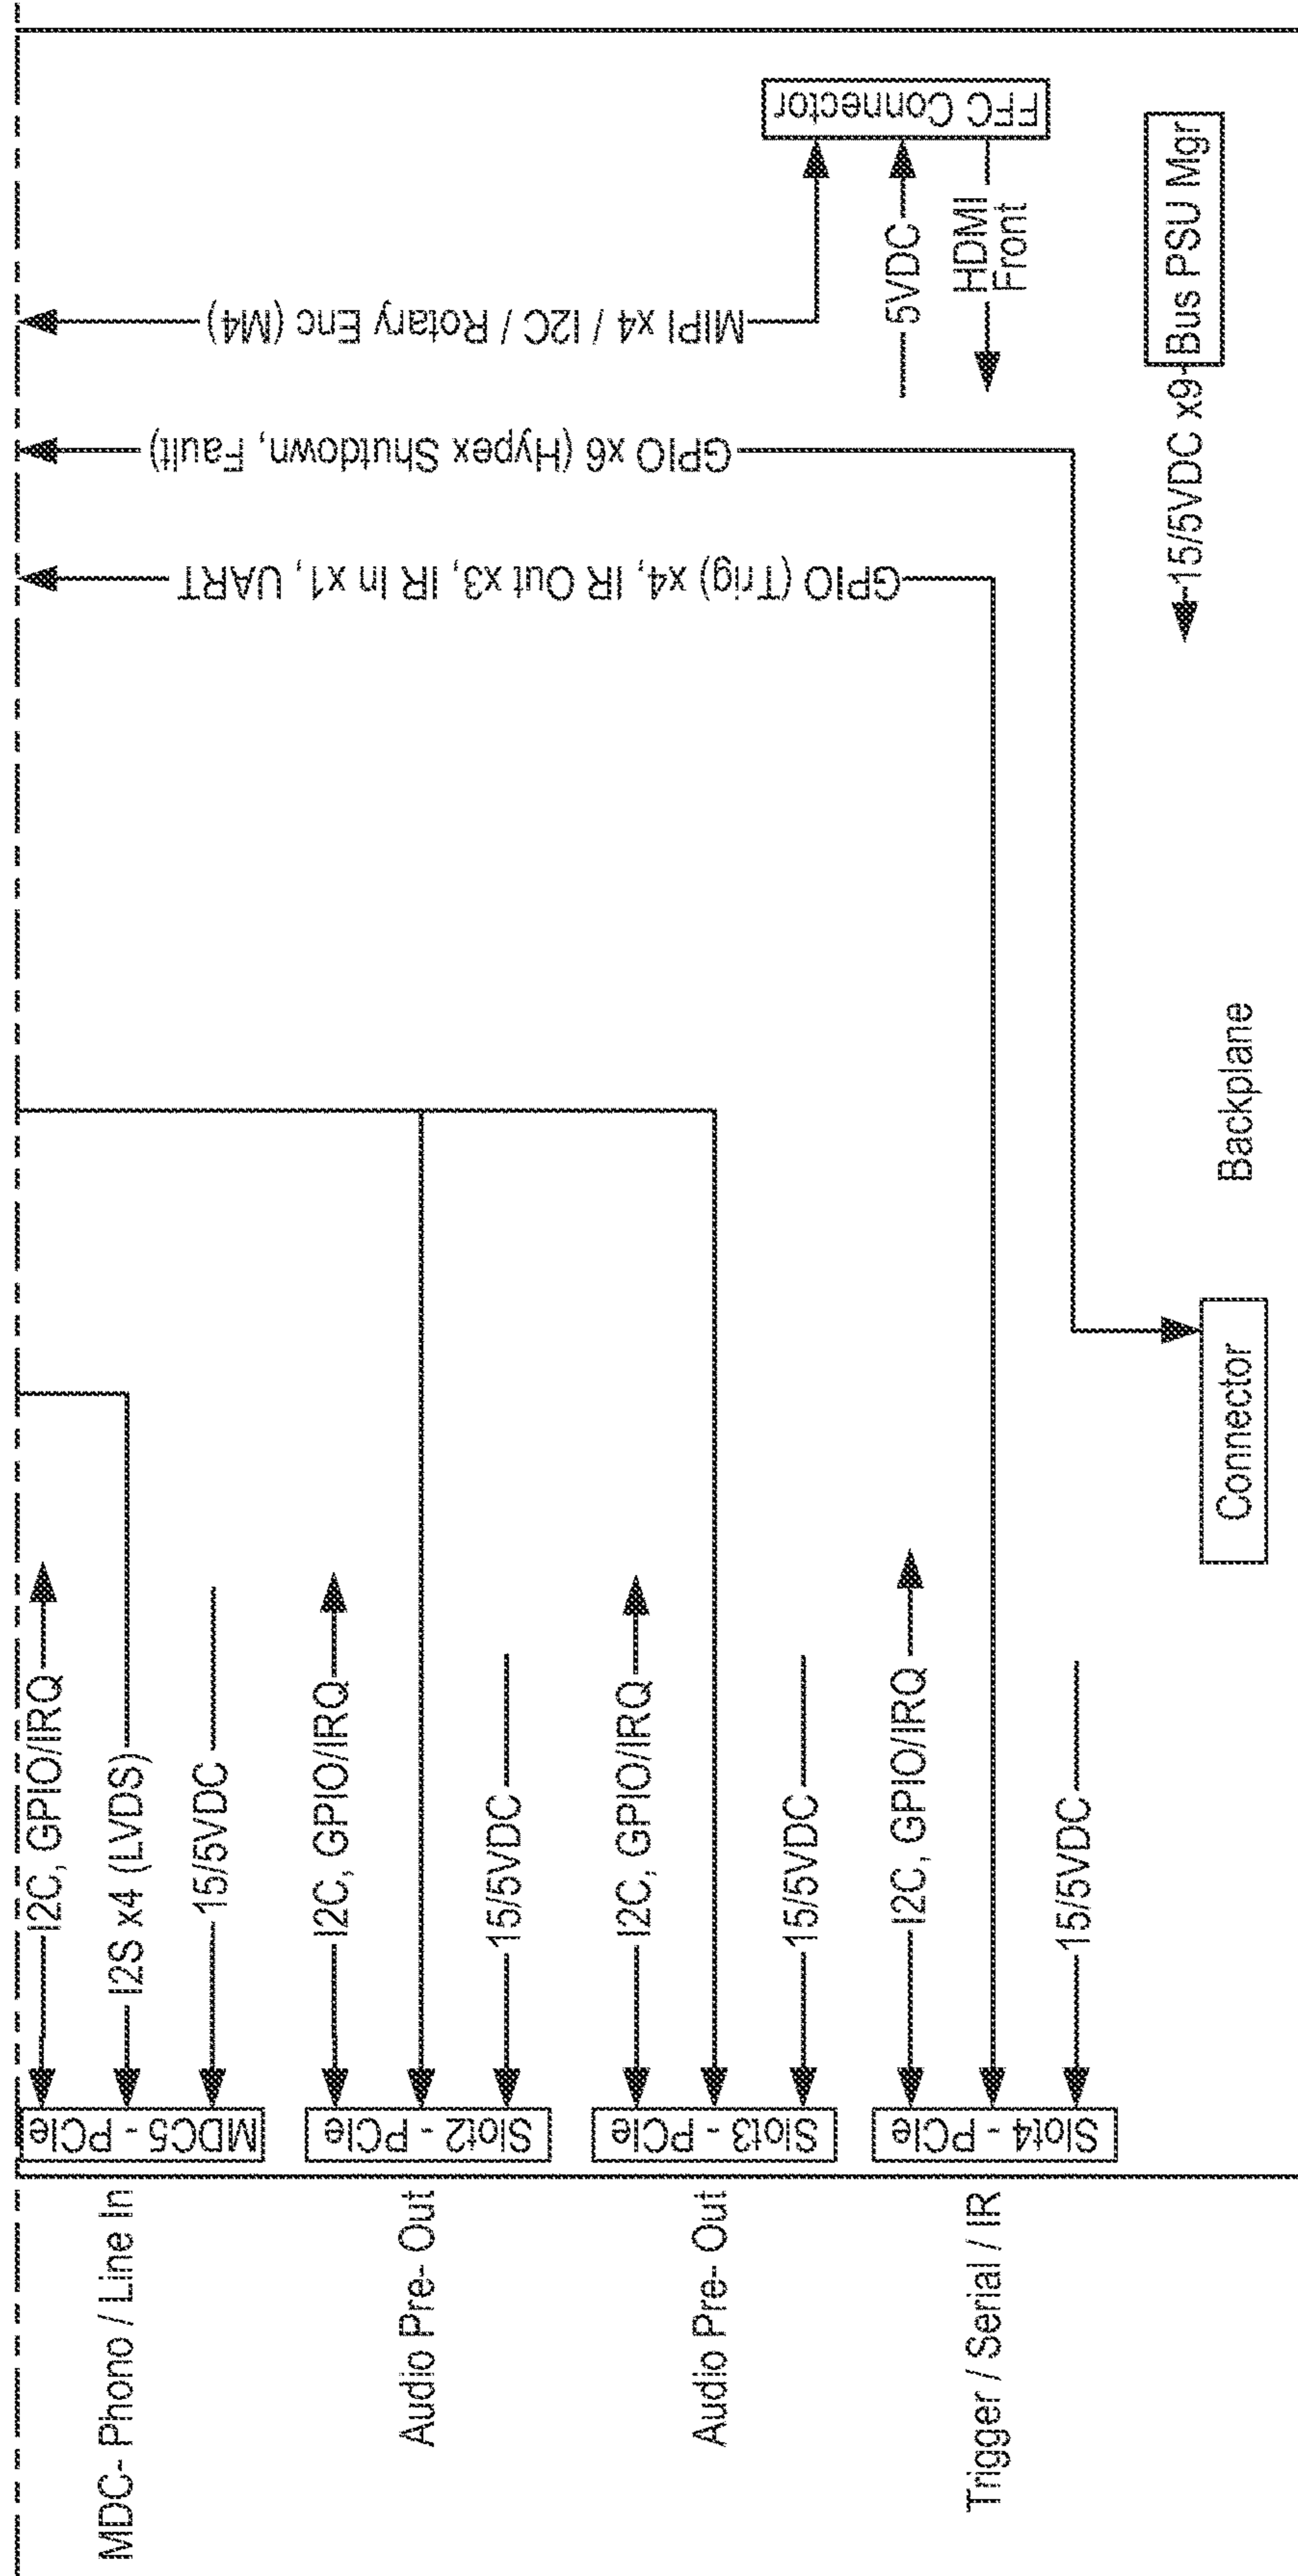 MDC- Phono / Line In
MDC5 - PCIe
I2C, GPIO/IRQ
I2S x4 (LVDS)
15/5VDC
Audio Pre- Out
Slot2 - PCIe
I2C, GPIO/IRQ
15/5VDC
Audio Pre- Out
Slot3 - PCIe
I2C, GPIO/IRQ
15/5VDC
Trigger / Serial / IR
Slot4 - PCIe
I2C, GPIO/IRQ
15/5VDC
GPIO (Trig) x4, IR Out x3, IR In x1, UART
GPIO x6 (Hypex Shutdown, Fault)
MIPI x4 / I2C / Rotary Enc (M4)
FFC Connector
5VDC
HDMI
Front
15/5VDC x9
Bus PSU Mgr
Connector
Backplane